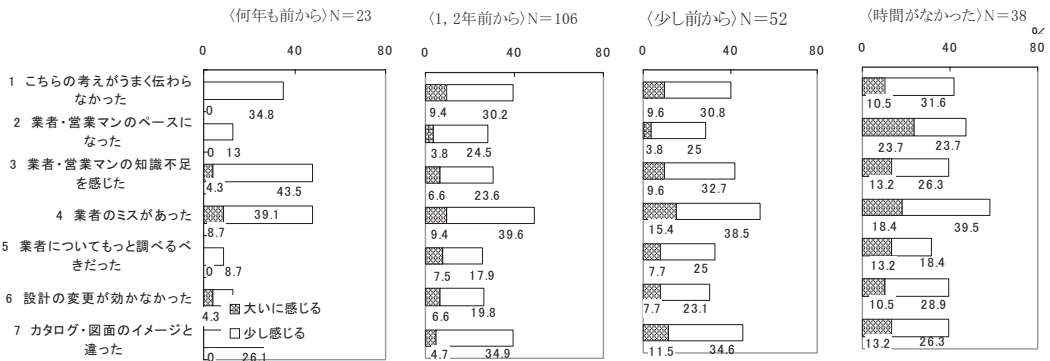 〈何年も前から〉N＝23
〈1，2年前から〉N＝106
〈少し前から〉N＝52
〈時間がなかった〉N＝38
%
0 40 80
0 40 80
0 40 80
0 40 80
1 こちらの考えがうまく伝わら
なかった
0 34.8
9.4 30.2
9.6 30.8
10.5 31.6
2 業者・営業マンのペースに
なった
0 13
3.8 24.5
3.8 25
23.7 23.7
3 業者・営業マンの知識不足
を感じた
4.3 43.5
6.6 23.6
9.6 32.7
13.2 26.3
4 業者のミスがあった
8.7 39.1
9.4 39.6
15.4 38.5
18.4 39.5
5 業者についてもっと調べるべ
きだった
0 8.7
7.5 17.9
7.7 25
13.2 18.4
6 設計の変更が効かなかった
4.3
6.6 19.8
7.7 23.1
10.5 28.9
大いに感じる
少し感じる
7 カタログ・図面のイメージと
違った
0 26.1
4.7 34.9
11.5 34.6
13.2 26.3